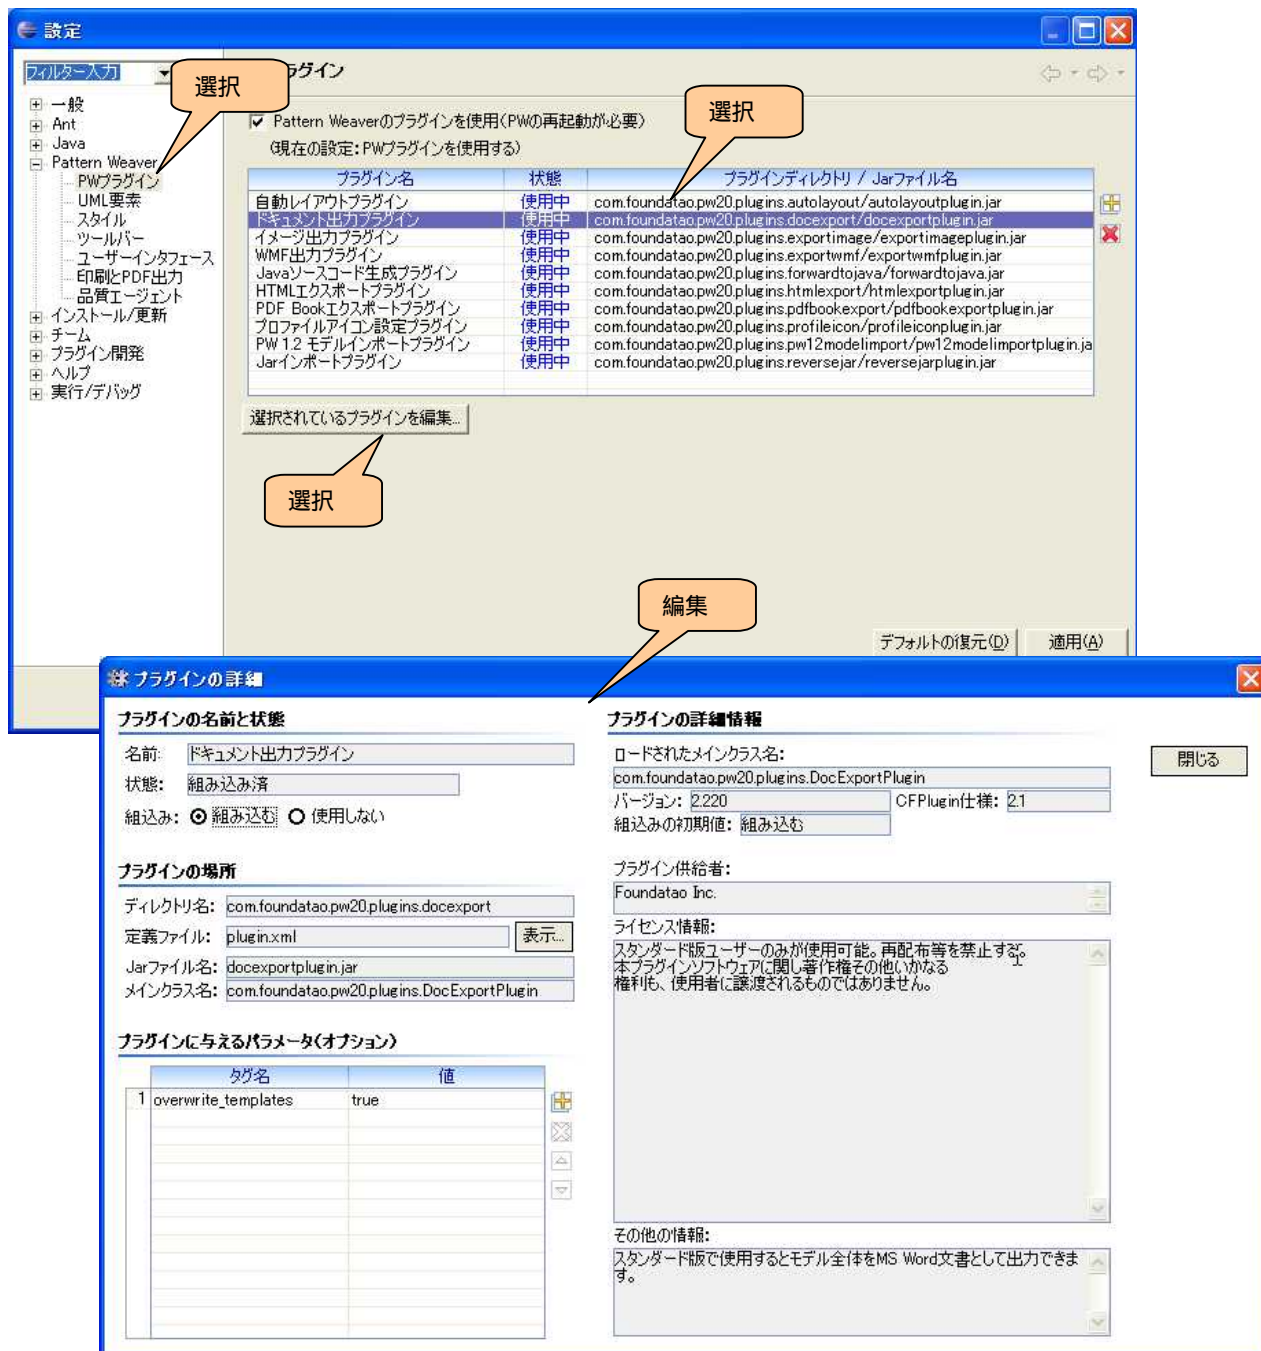 設定
フィルター入力
選択
ラグイン
一般
Ant
Java
Pattern Weaver
PWプラグイン
UML要素
スタイル
ツールバー
ユーザーインタフェース
印刷とPDF出力
品質エージェント
インストール/更新
チーム
プラグイン開発
ヘルプ
実行/デバッグ
選択
Pattern Weaverのプラグインを使用(PWの再起動が必要)
(現在の設定:PWプラグインを使用する)
プラグイン名 状態 プラグインディレクトリ / Jarファイル名
自動レイアウトプラグイン 使用中 com.foundatao.pw20.plugins.autolayout/autolayoutplugin.jar
ドキュメント出力プラグイン 使用中 com.foundatao.pw20.plugins.docexport/docexportplugin.jar
イメージ出力プラグイン 使用中 com.foundatao.pw20.plugins.exportimage/exportimageplugin.jar
WMF出力プラグイン 使用中 com.foundatao.pw20.plugins.exportwmf/exportwmfplugin.jar
Javaソースコード生成プラグイン 使用中 com.foundatao.pw20.plugins.forwardtojava/forwardtojava.jar
HTMLエクスポートプラグイン 使用中 com.foundatao.pw20.plugins.htmlexport/htmlexportplugin.jar
PDF Bookエクスポートプラグイン 使用中 com.foundatao.pw20.plugins.pdfbookexport/pdfbookexportplugin.jar
プロファイルアイコン設定プラグイン 使用中 com.foundatao.pw20.plugins.profileicon/profileiconplugin.jar
PW 1.2 モデルインポートプラグイン 使用中 com.foundatao.pw20.plugins.pw12modelimport/pw12modelimportplugin.ja
Jarインポートプラグイン 使用中 com.foundatao.pw20.plugins.reversejar/reversejarplugin.jar
選択されているプラグインを編集...
選択
編集
デフォルトの復元(D) 適用(A)
プラグインの詳細
プラグインの名前と状態
名前: ドキュメント出力プラグイン
状態: 組み込み済
組込み: 組み込む 使用しない
プラグインの場所
ディレクトリ名: com.foundatao.pw20.plugins.docexport
定義ファイル: plugin.xml 表示...
Jarファイル名: docexportplugin.jar
メインクラス名: com.foundatao.pw20.plugins.DocExportPlugin
プラグインに与えるパラメータ(オプション)
タグ名 値
1 overwrite_templates true
プラグインの詳細情報
ロードされたメインクラス名:
com.foundatao.pw20.plugins.DocExportPlugin
バージョン: 2.220 CFPlugin仕様: 2.1
組込みの初期値: 組み込む
プラグイン供給者:
Foundatao Inc.
ライセンス情報:
スタンダード版ユーザーのみが使用可能。再配布等を禁止する。
本プラグインソフトウェアに関し著作権その他いかなる
権利も、使用者に譲渡されるものではありません。
その他の情報:
スタンダード版で使用するとモデル全体をMS Word文書として出力できま
す。
閉じる